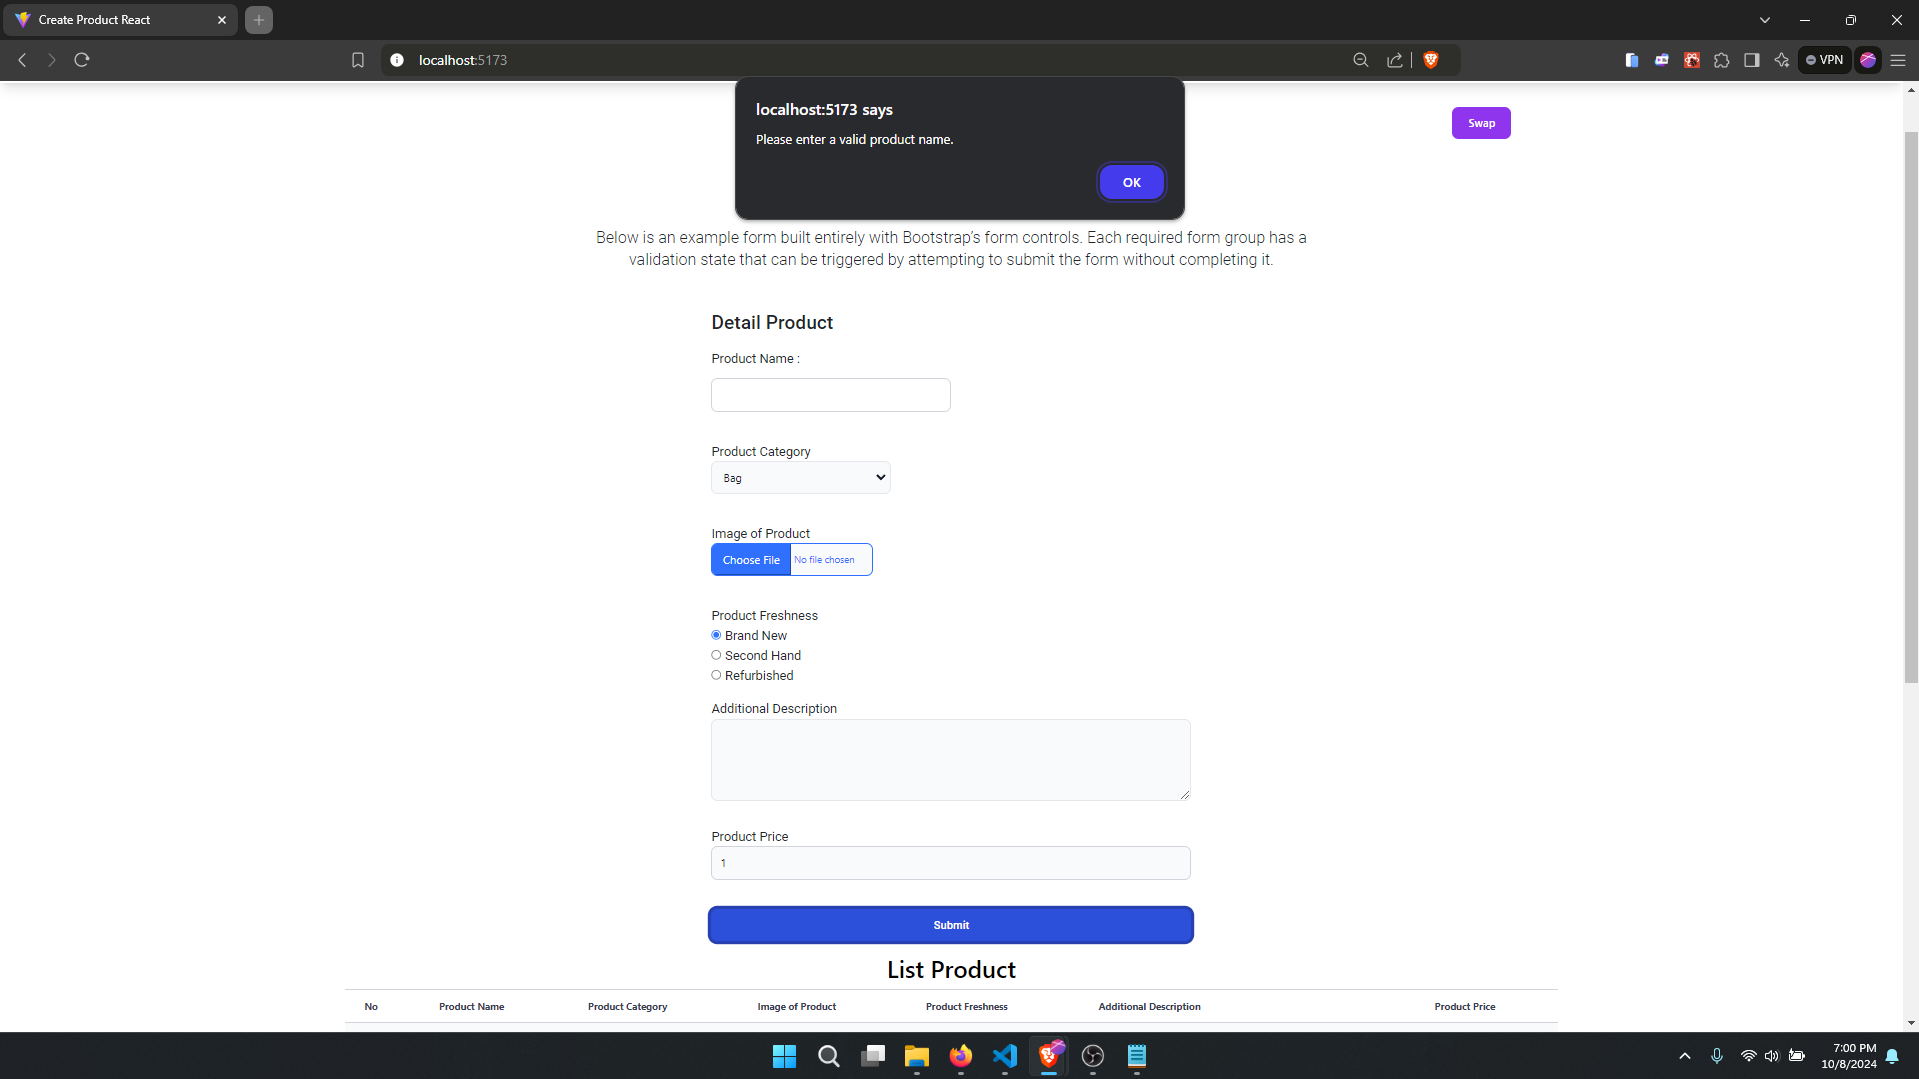 Create Product React
localhost:5173
VPN
localhost:5173 says
Please enter a valid product name.
OK
Swap
Below is an example form built entirely with Bootstrap’s form controls. Each required form group has a
validation state that can be triggered by attempting to submit the form without completing it.
Detail Product
Product Name :
Product Category
Bag
Image of Product
Choose File No file chosen
Product Freshness
Brand New
Second Hand
Refurbished
Additional Description
Product Price
1
Submit
List Product
No Product Name Product Category Image of Product Product Freshness Additional Description Product Price
7:00 PM
10/8/2024